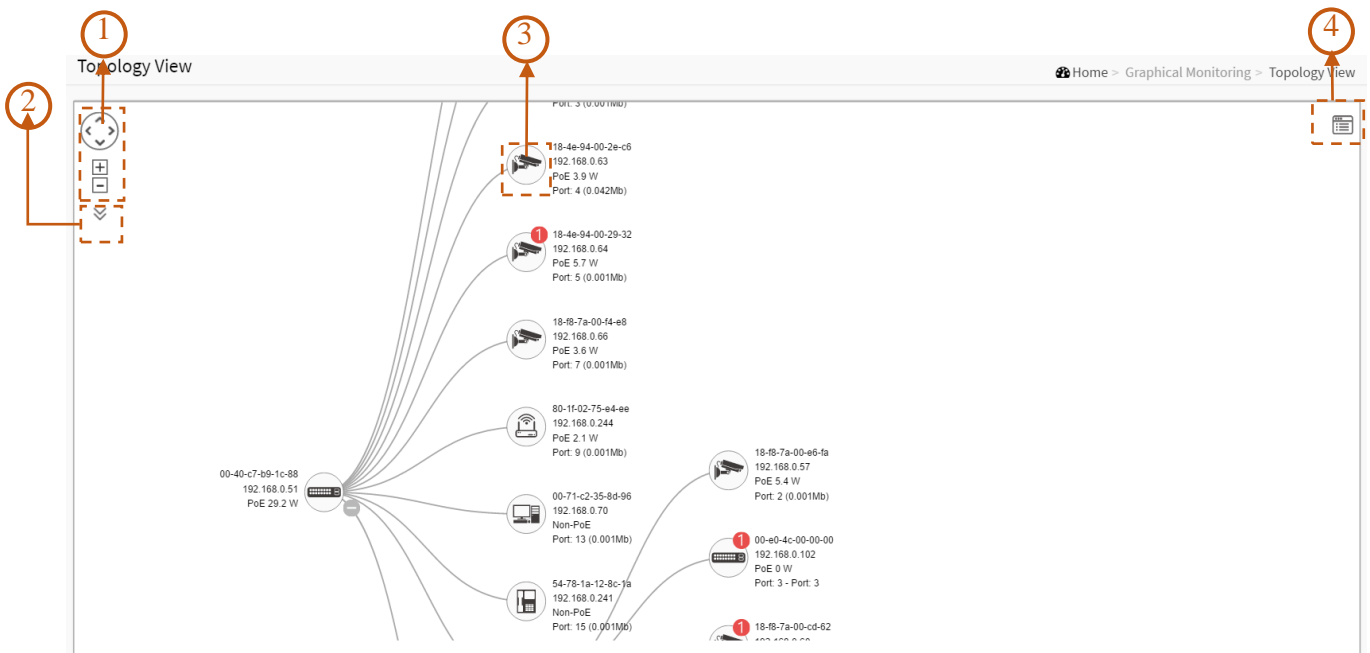 1
3
4
Topology View
Home > Graphical Monitoring > Topology View
2
Port: 3 (0.001Mb)
18-4e-94-00-2e-c6
192.168.0.63
PoE 3.9 W
Port: 4 (0.042Mb)
1
18-4e-94-00-29-32
192.168.0.64
PoE 5.7 W
Port: 5 (0.001Mb)
18-f8-7a-00-f4-e8
192.168.0.66
PoE 3.6 W
Port: 7 (0.001Mb)
80-1f-02-75-e4-ee
192.168.0.244
PoE 2.1 W
Port: 9 (0.001Mb)
00-40-c7-b9-1c-88
192.168.0.51
PoE 29.2 W
00-71-c2-35-8d-96
192.168.0.70
Non-PoE
Port: 13 (0.001Mb)
54-78-1a-12-8c-1a
192.168.0.241
Non-PoE
Port: 15 (0.001Mb)
18-f8-7a-00-e6-fa
192.168.0.57
PoE 5.4 W
Port: 2 (0.001Mb)
1
00-e0-4c-00-00-00
192.168.0.102
PoE 0 W
Port: 3 - Port: 3
1
18-f8-7a-00-cd-62